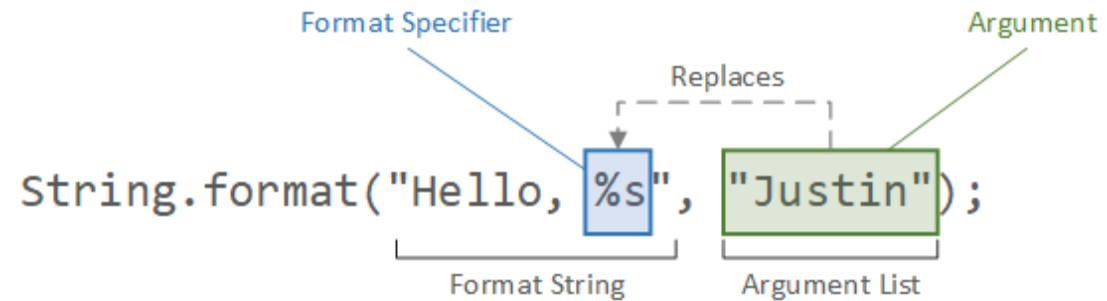 Format Specifier Argument
Replaces
String.format("Hello, %s", "Justin");
Format String Argument List